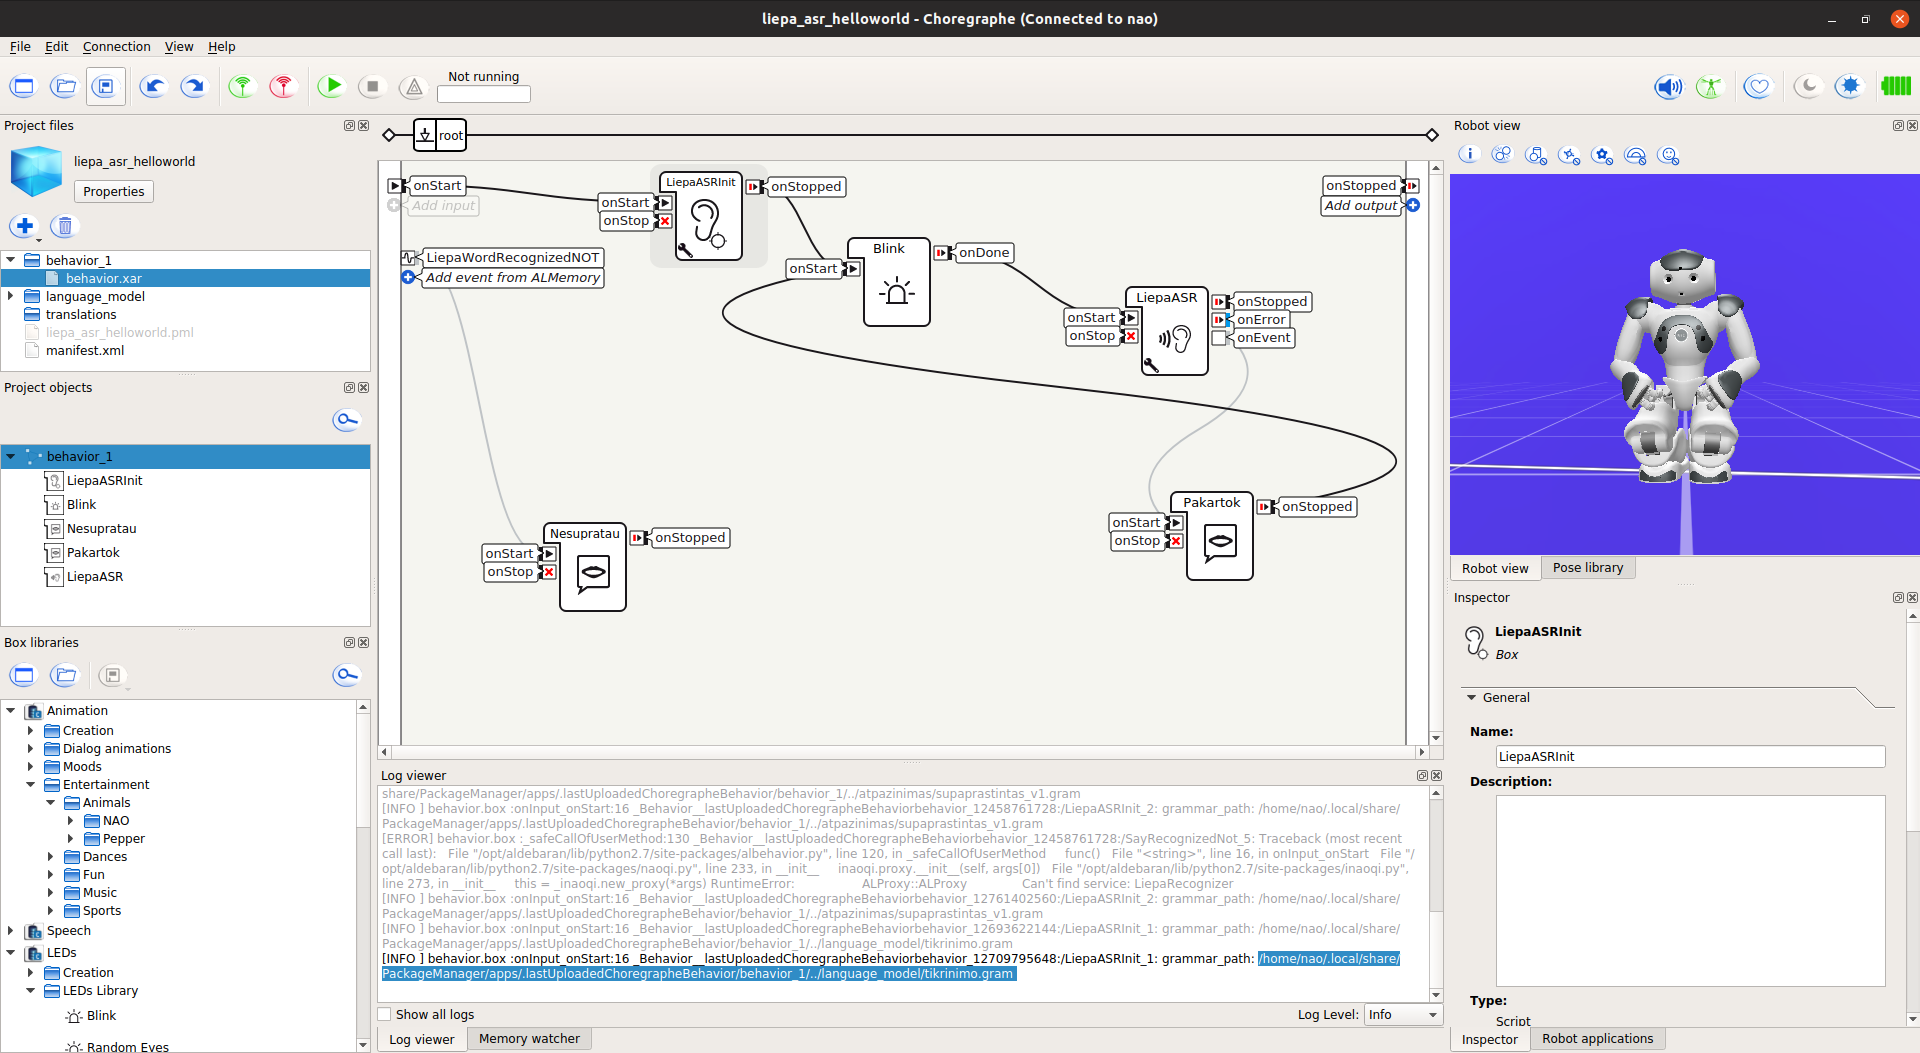 liepa_asr_helloworld - Choregraphe (Connected to nao)
File Edit Connection View Help
Not running
Project files
liepa_asr_helloworld
Properties
behavior_1
behavior.xar
language_model
translations
liepa_asr_helloworld.pml
manifest.xml
Project objects
behavior_1
LiepaASRInit
Blink
Nesupratau
Pakartok
LiepaASR
Box libraries
Animation
Creation
Dialog animations
Moods
Entertainment
Animals
NAO
Pepper
Dances
Fun
Music
Sports
Speech
LEDs
Creation
LEDs Library
Blink
Random Eyes
root
onStart
Add input
LiepaWordRecognizedNOT
Add event from ALMemory
LiepaASRInit
onStart
onStop
onStopped
Blink
onStart
onDone
LiepaASR
onStart
onStop
onStopped
onError
onEvent
onStopped
Add output
Nesupratau
onStart
onStop
onStopped
Pakartok
onStart
onStop
onStopped
Log viewer
share/PackageManager/apps/.lastUploadedChoregrapheBehavior/behavior_1/../atpazinimas/supaprastintas_v1.gram
[INFO ] behavior.box :onInput_onStart:16 _Behavior__lastUploadedChoregrapheBehaviorbehavior_12458761728:/LiepaASRInit_2: grammar_path: /home/nao/.local/share/
PackageManager/apps/.lastUploadedChoregrapheBehavior/behavior_1/../atpazinimas/supaprastintas_v1.gram
[ERROR] behavior.box :_safeCallOfUserMethod:130 _Behavior__lastUploadedChoregrapheBehaviorbehavior_12458761728:/SayRecognizedNot_5: Traceback (most recent
call last): File "/opt/aldebaran/lib/python2.7/site-packages/albehavior.py", line 120, in _safeCallOfUserMethod func() File "<string>", line 16, in onInput_onStart File "/
opt/aldebaran/lib/python2.7/site-packages/naoqi.py", line 233, in __init__ inaoqi.proxy.__init__(self, args[0]) File "/opt/aldebaran/lib/python2.7/site-packages/inaoqi.py",
line 273, in __init__ this = _inaoqi.new_proxy(*args) RuntimeError: ALProxy::ALProxy Can't find service: LiepaRecognizer
[INFO ] behavior.box :onInput_onStart:16 _Behavior__lastUploadedChoregrapheBehaviorbehavior_12761402560:/LiepaASRInit_2: grammar_path: /home/nao/.local/share/
PackageManager/apps/.lastUploadedChoregrapheBehavior/behavior_1/../atpazinimas/supaprastintas_v1.gram
[INFO ] behavior.box :onInput_onStart:16 _Behavior__lastUploadedChoregrapheBehaviorbehavior_12693622144:/LiepaASRInit_1: grammar_path: /home/nao/.local/share/
PackageManager/apps/.lastUploadedChoregrapheBehavior/behavior_1/../language_model/tikrinimo.gram
[INFO ] behavior.box :onInput_onStart:16 _Behavior__lastUploadedChoregrapheBehaviorbehavior_12709795648:/LiepaASRInit_1: grammar_path: /home/nao/.local/share/
PackageManager/apps/.lastUploadedChoregrapheBehavior/behavior_1/../language_model/tikrinimo.gram
Show all logs
Log Level: Info
Log viewer Memory watcher
Robot view
Robot view Pose library
Inspector
LiepaASRInit
Box
General
Name:
LiepaASRInit
Description:
Type:
Script
Inspector Robot applications